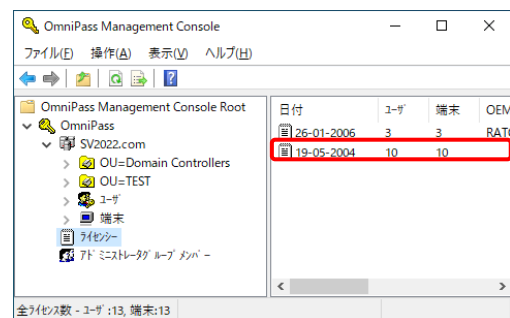 OmniPass Management Console
ファイル(F) 操作(A) 表示(V) ヘルプ(H)
OmniPass Management Console Root
OmniPass
SV2022.com
OU=Domain Controllers
OU=TEST
ﾕｰｻﾞ
端末
ﾗｲｾﾝｼｰ
ｱﾄﾞﾐﾆｽﾄﾚｰﾀｸﾞﾙｰﾌﾟﾒﾝﾊﾞｰ
日付 ﾕｰｻﾞ 端末 OEM
26-01-2006 3 3 RATO
19-05-2004 10 10
全ﾗｲｾﾝｽ数 - ﾕｰｻﾞ:13, 端末:13